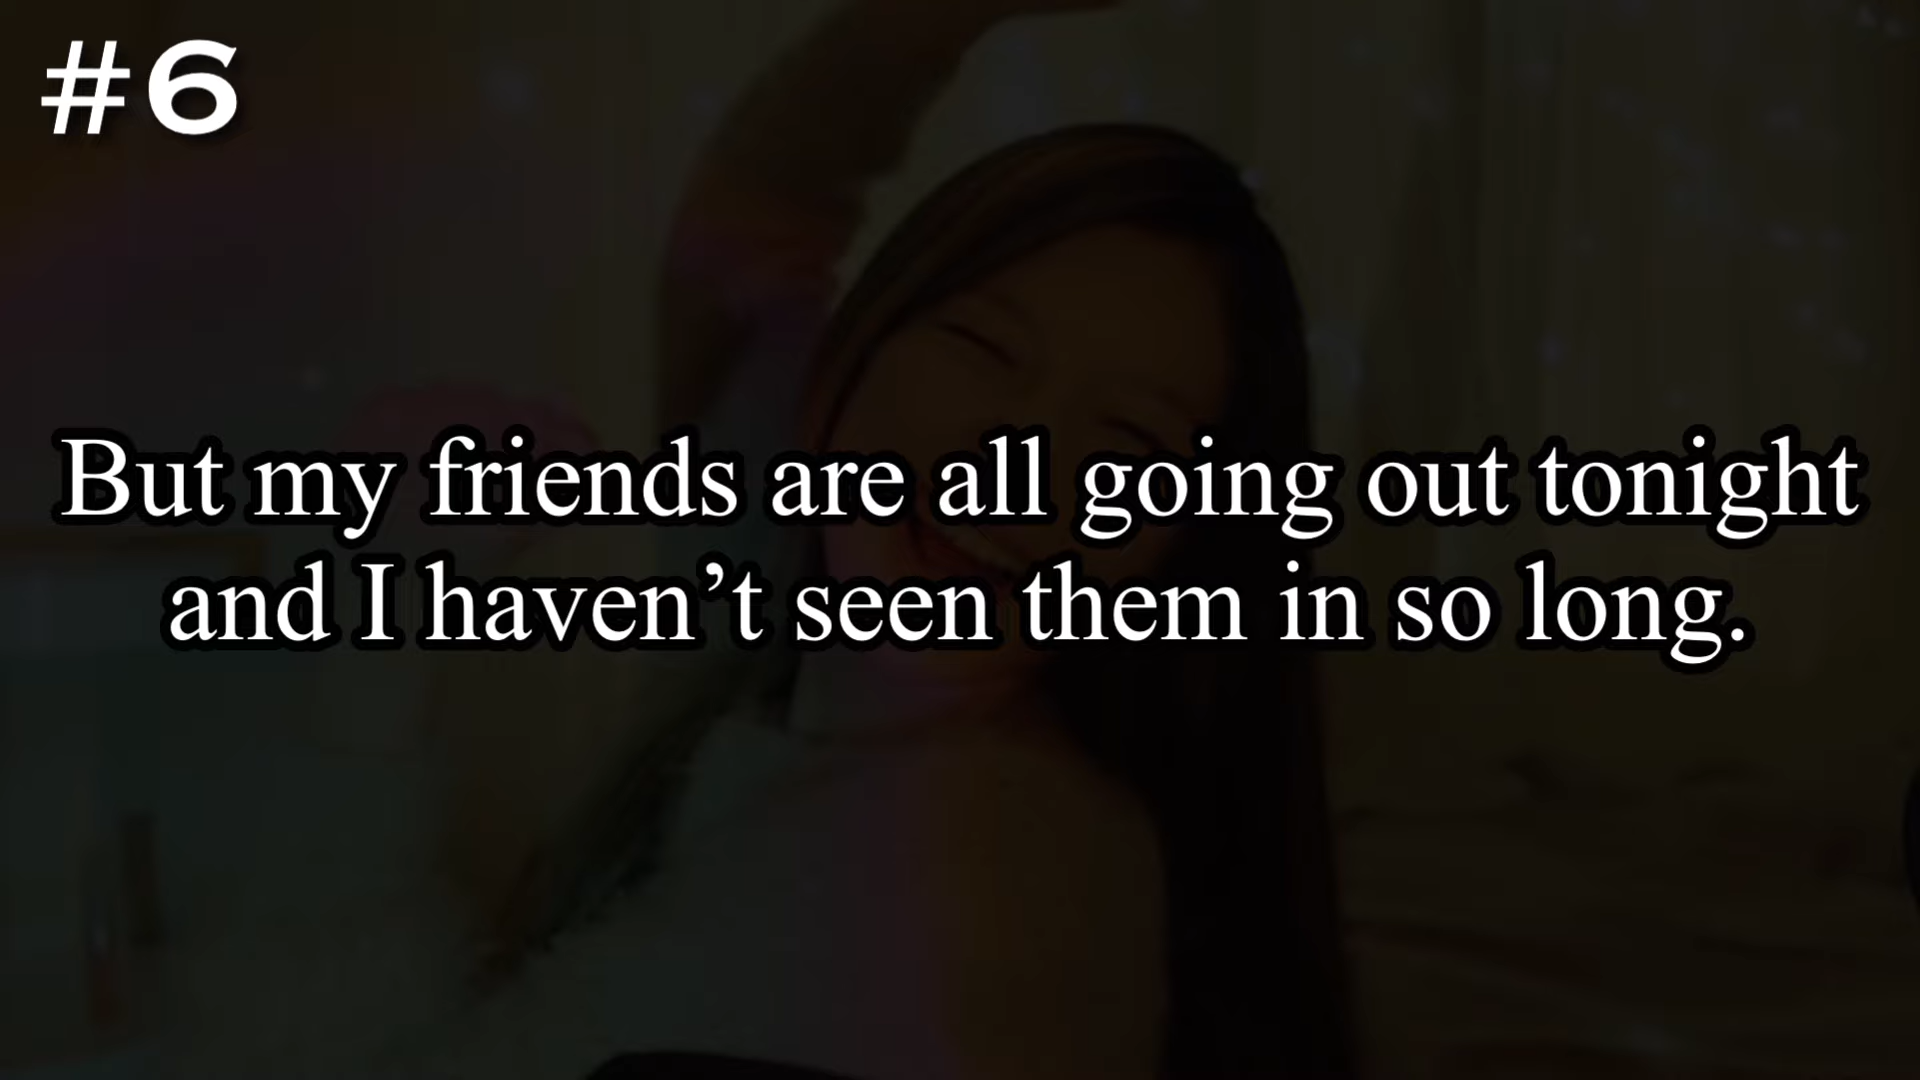 #6
But my friends are all going out tonight
and I haven’t seen them in so long.